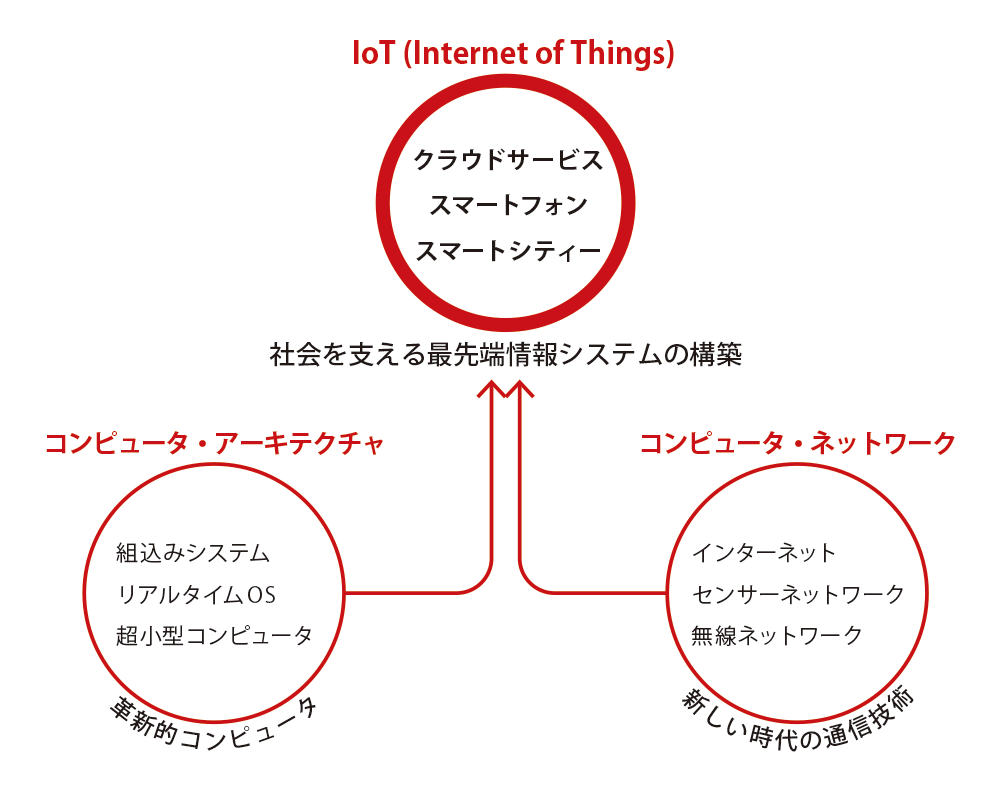 IoT (Internet of Things)
クラウドサービス
スマートフォン
スマートシティー
社会を支える最先端情報システムの構築
コンピュータ・アーキテクチャ
組込みシステム
リアルタイムOS
超小型コンピュータ
革新的コンピュータ
コンピュータ・ネットワーク
インターネット
センサーネットワーク
無線ネットワーク
新しい時代の通信技術